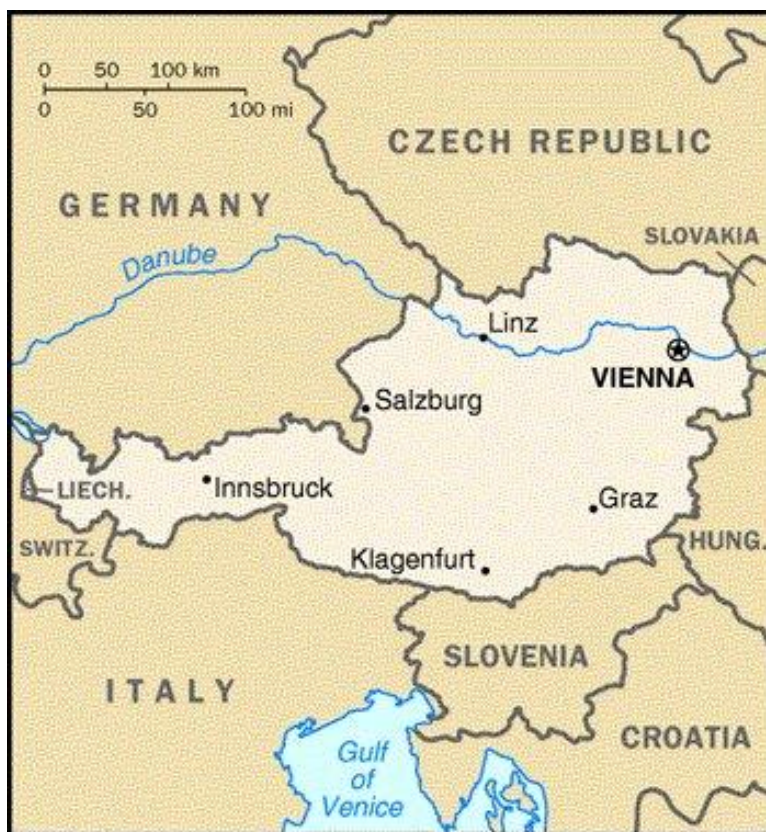 0 50 100 km
0 50 100 mi
CZECH REPUBLIC
GERMANY
SLOVAKIA
Danube
Linz
VIENNA
Salzburg
LIECH.
Innsbruck
Graz
SWITZ.
HUNG.
Klagenfurt
SLOVENIA
ITALY
CROATIA
Gulf
of
Venice